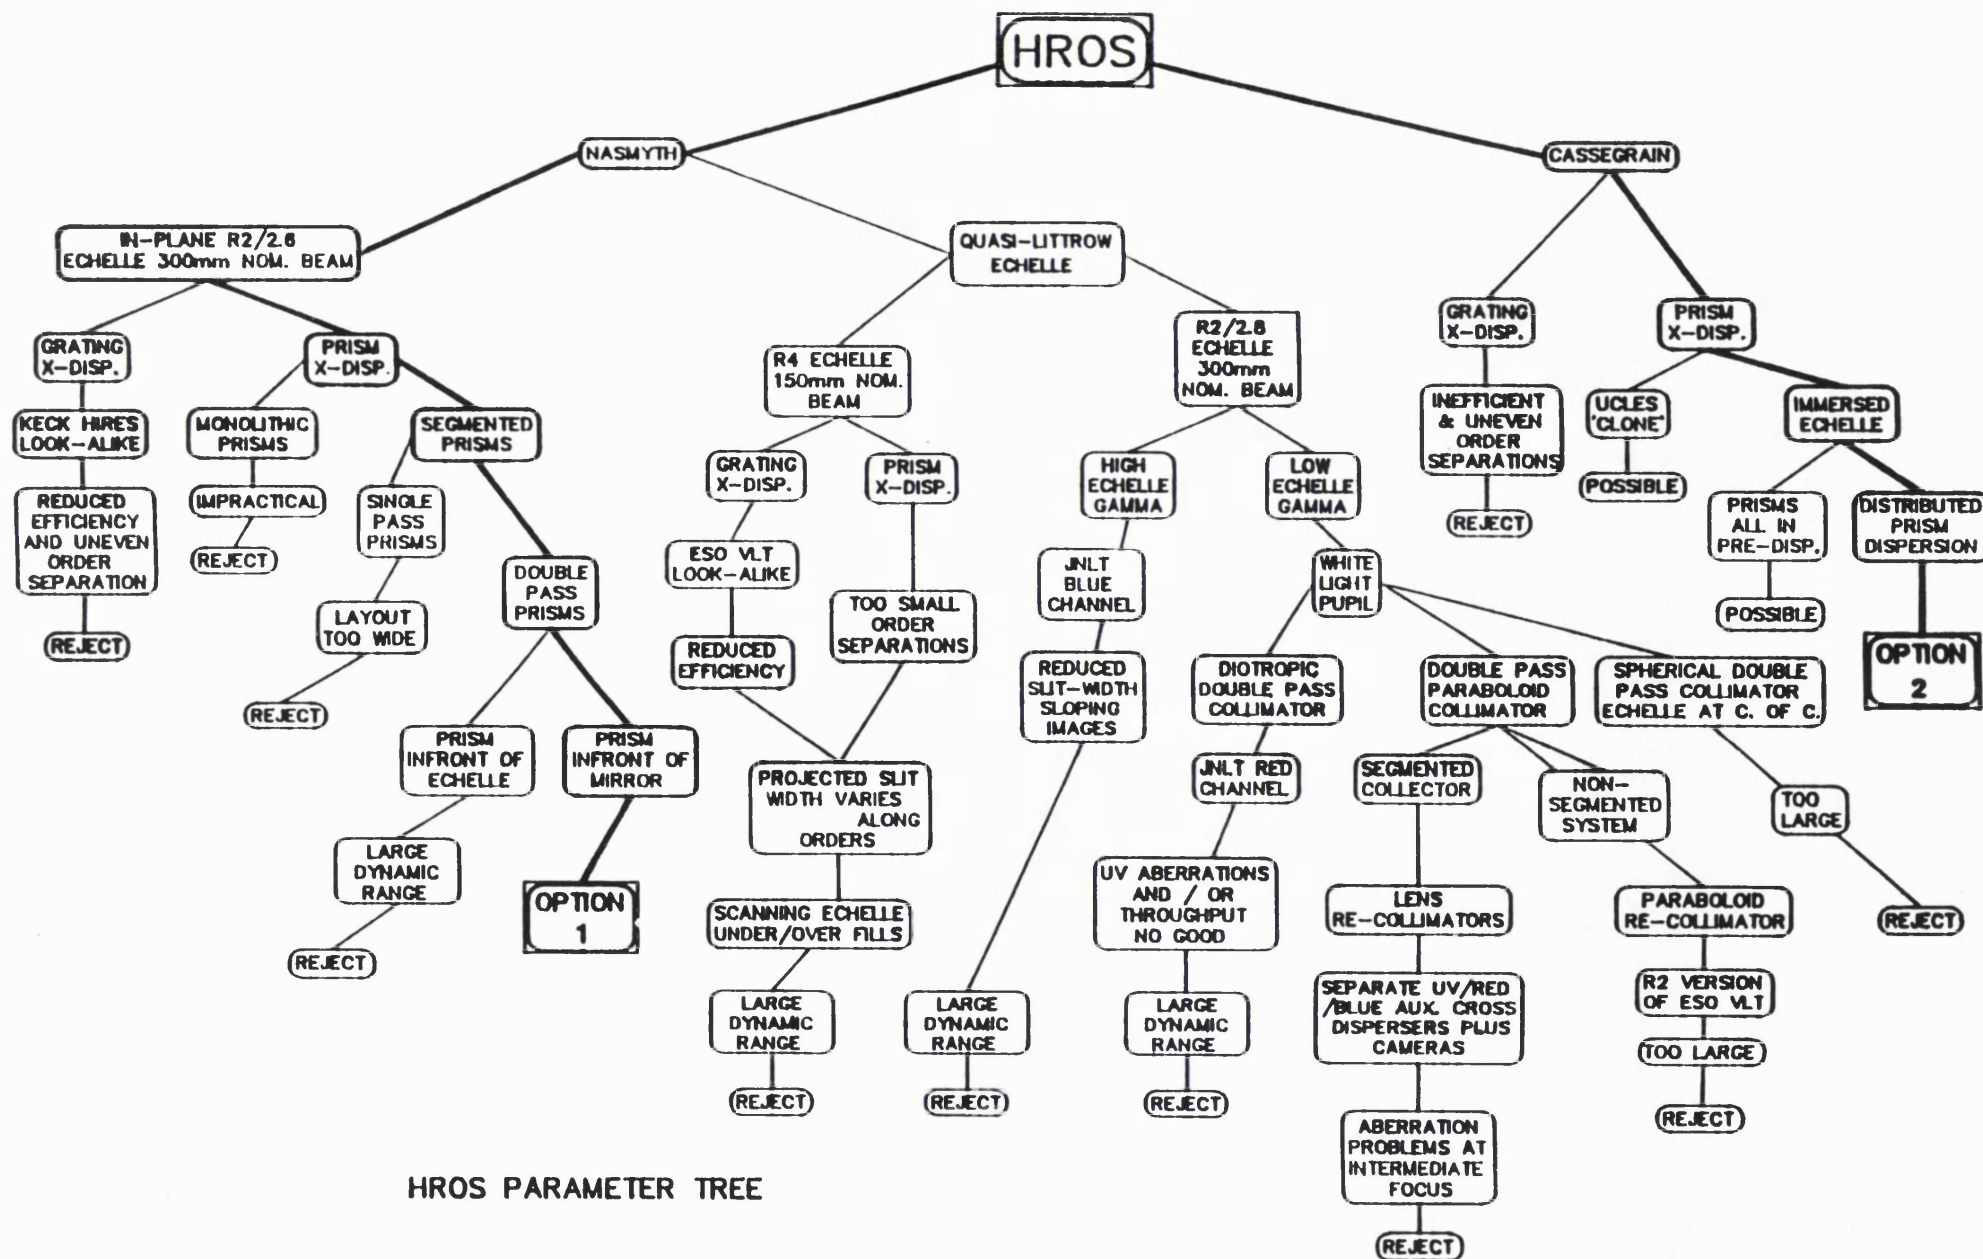 HROS
NASMYTH
CASSEGRAIN
IN-PLANE R2/2.6
ECHELLE 300mm NOM. BEAM
QUASI-LITTROW
ECHELLE
GRATING
X-DISP.
PRISM
X-DISP.
R4 ECHELLE
150mm NOM.
BEAM
R2/2.8
ECHELLE
300mm
NOM. BEAM
GRATING
X-DISP.
PRISM
X-DISP.
KECK HIRES
LOOK-ALIKE
MONOLITHIC
PRISMS
SEGMENTED
PRISMS
GRATING
X-DISP.
PRISM
X-DISP.
HIGH
ECHELLE
GAMMA
LOW
ECHELLE
GAMMA
INEFFICIENT
& UNEVEN
ORDER
SEPARATIONS
UCLES
'CLONE'
IMMERSED
ECHELLE
REDUCED
EFFICIENCY
AND UNEVEN
ORDER
SEPARATION
IMPRACTICAL
SINGLE
PASS
PRISMS
REJECT
POSSIBLE
PRISMS
ALL IN
PRE-DISP.
DISTRIBUTED
PRISM
DISPERSION
REJECT
DOUBLE
PASS
PRISMS
ESO VLT
LOOK-ALIKE
JNLT
BLUE
CHANNEL
WHITE
LIGHT
PUPIL
REJECT
LAYOUT
TOO WIDE
REDUCED
EFFICIENCY
TOO SMALL
ORDER
SEPARATIONS
POSSIBLE
OPTION
2
REJECT
REDUCED
SLIT-WIDTH
SLOPING
IMAGES
DIOTROPIC
DOUBLE PASS
COLLIMATOR
DOUBLE PASS
PARABOLOID
COLLIMATOR
SPHERICAL DOUBLE
PASS COLLIMATOR
ECHELLE AT C. OF C.
PRISM
INFRONT OF
ECHELLE
PRISM
INFRONT OF
MIRROR
PROJECTED SLIT
WIDTH VARIES
ALONG
ORDERS
JNLT RED
CHANNEL
SEGMENTED
COLLECTOR
NON-
SEGMENTED
SYSTEM
TOO
LARGE
LARGE
DYNAMIC
RANGE
OPTION
1
SCANNING ECHELLE
UNDER/OVER FILLS
UV ABERRATIONS
AND / OR
THROUGHPUT
NO GOOD
LENS
RE-COLLIMATORS
PARABOLOID
RE-COLLIMATOR
REJECT
REJECT
LARGE
DYNAMIC
RANGE
LARGE
DYNAMIC
RANGE
LARGE
DYNAMIC
RANGE
SEPARATE UV/RED
/BLUE AUX. CROSS
DISPERSERS PLUS
CAMERAS
R2 VERSION
OF ESO VLT
TOO LARGE
REJECT
REJECT
REJECT
REJECT
ABERRATION
PROBLEMS AT
INTERMEDIATE
FOCUS
REJECT
HROS PARAMETER TREE